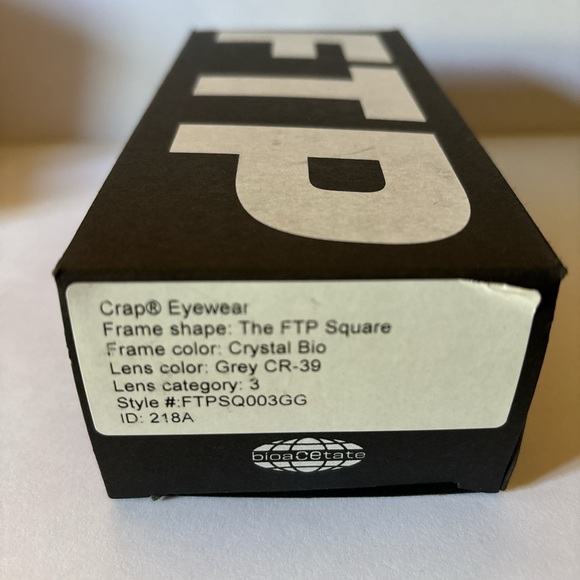 FTP
Crap® Eyewear
Frame shape: The FTP Square
Frame color: Crystal Bio
Lens color: Grey CR-39
Lens category: 3
Style #:FTPSQ003GG
ID: 218A
bioacetate